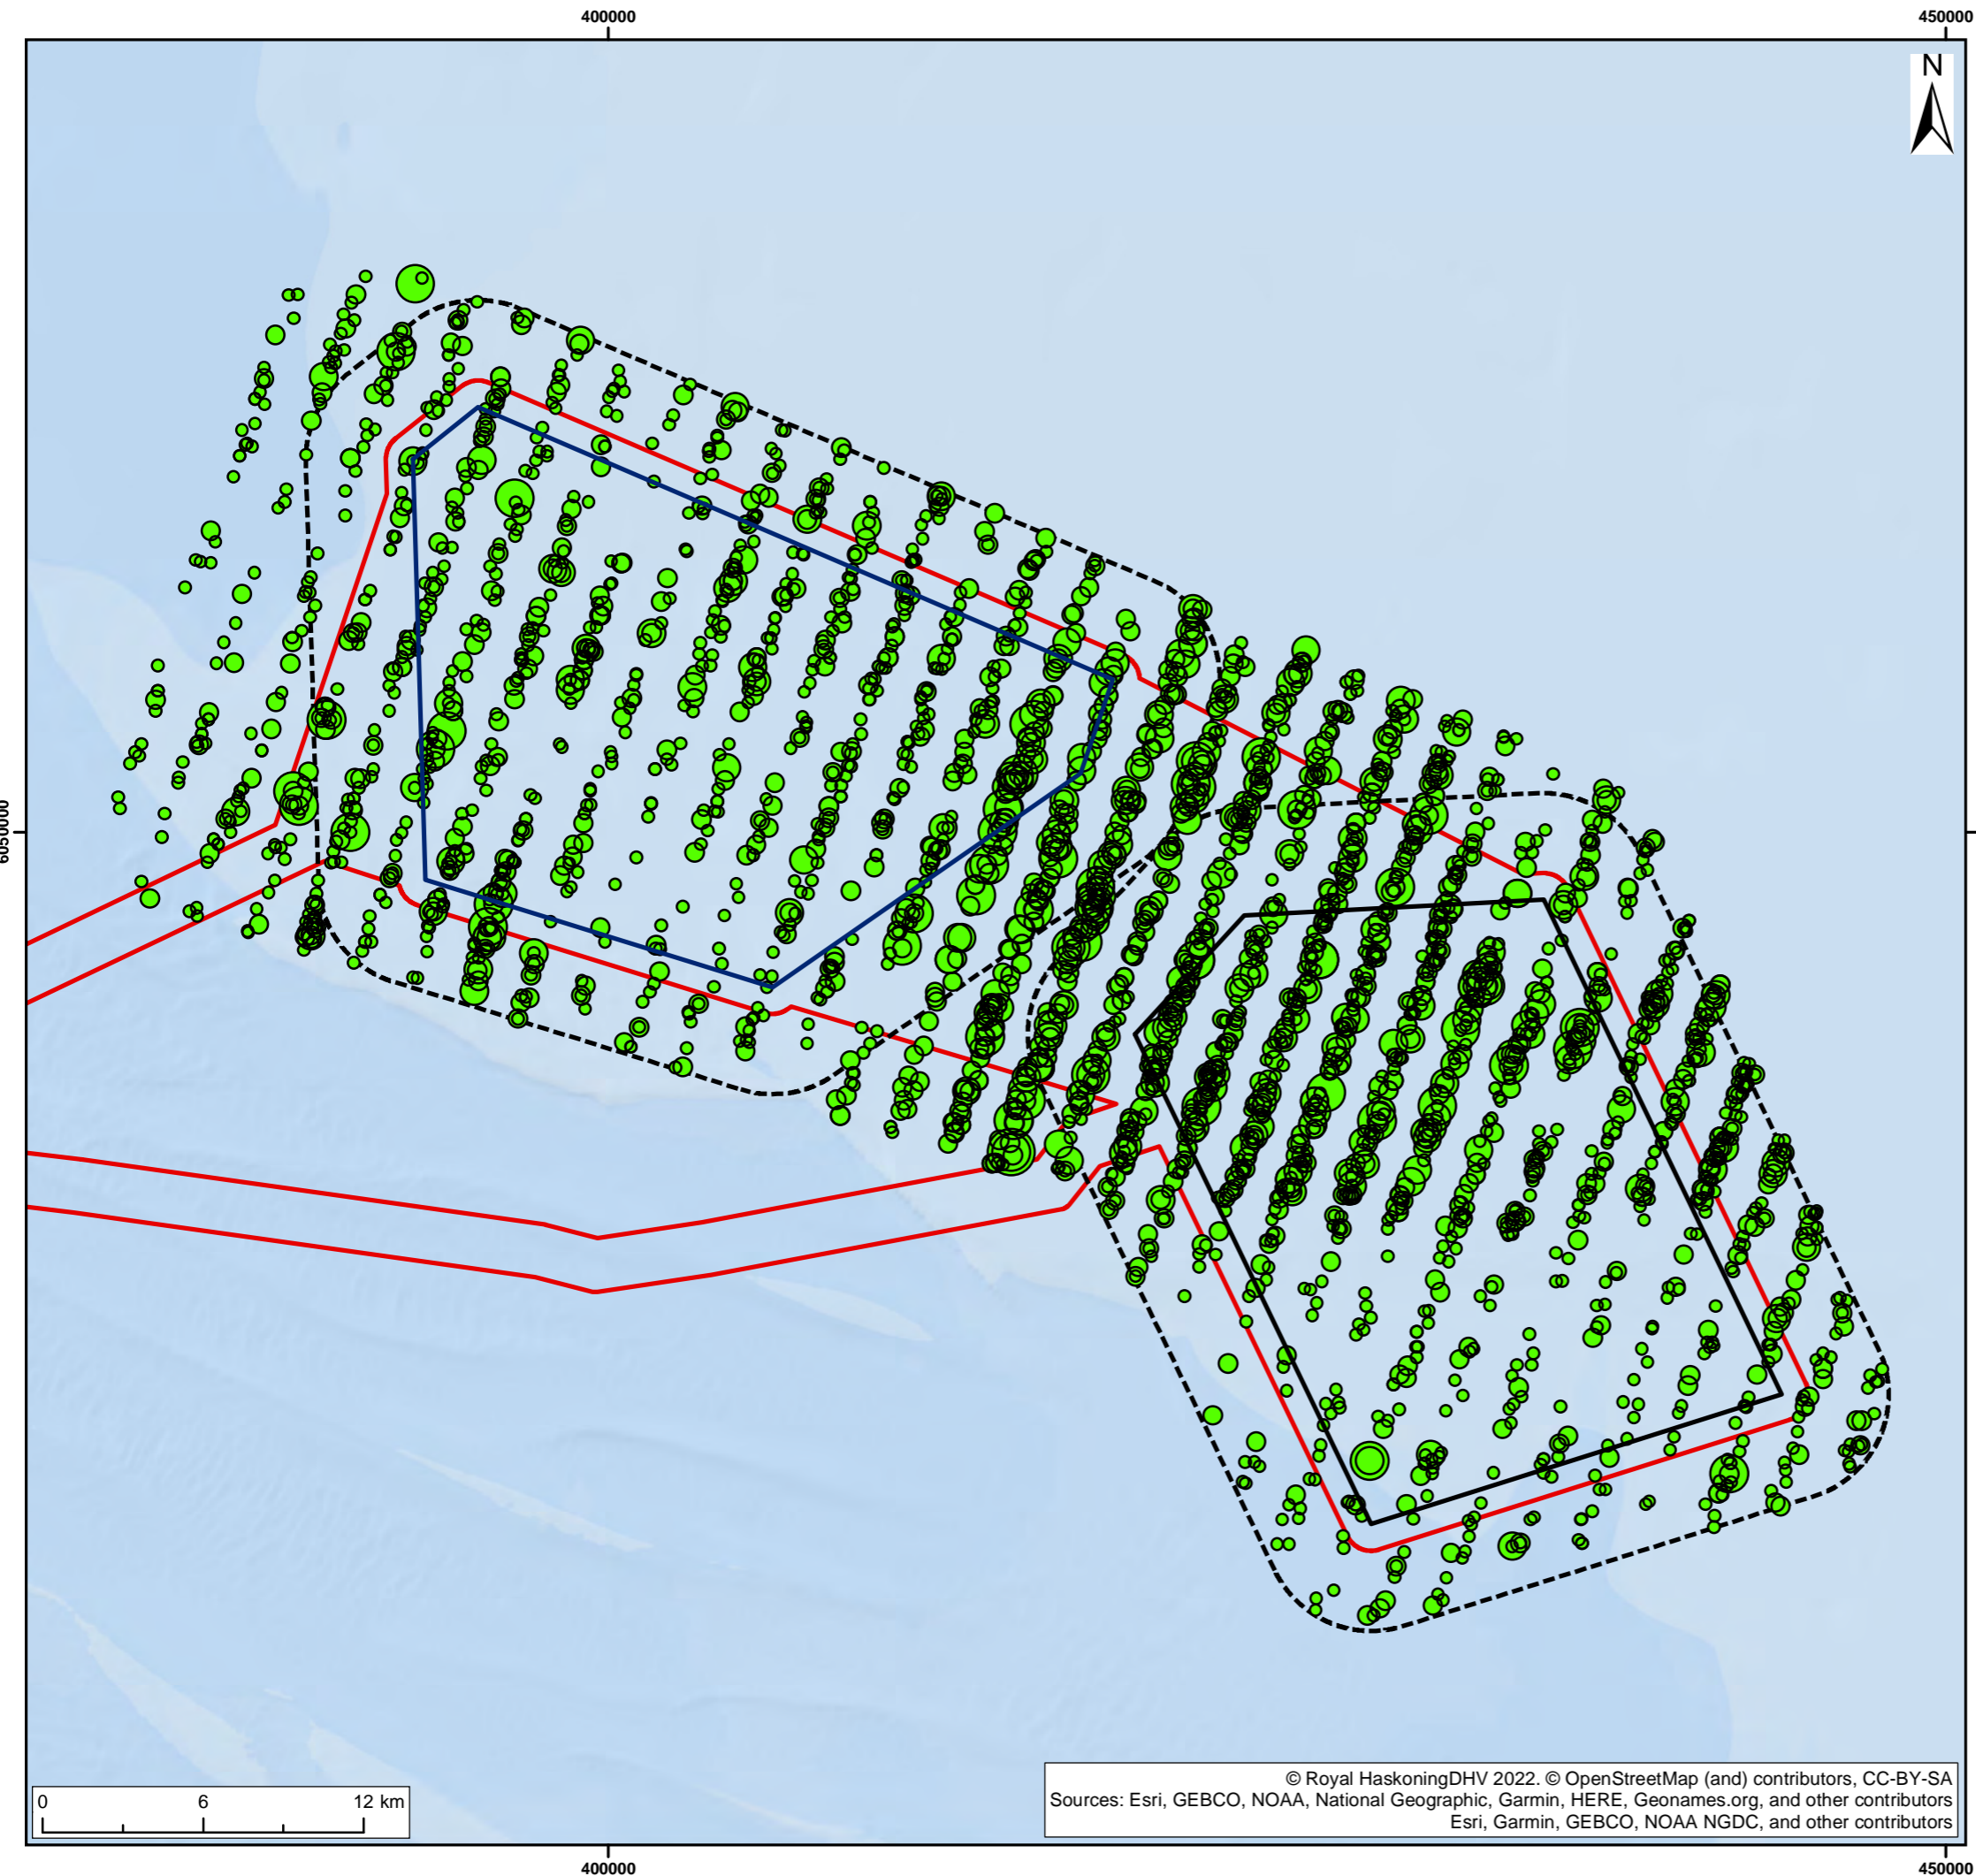 400000
450000
N
6050000
0
6
12 km
© Royal HaskoningDHV 2022. © OpenStreetMap (and) contributors, CC-BY-SA
Sources: Esri, GEBCO, NOAA, National Geographic, Garmin, HERE, Geonames.org, and other contributors
Esri, Garmin, GEBCO, NOAA NGDC, and other contributors
400000
450000